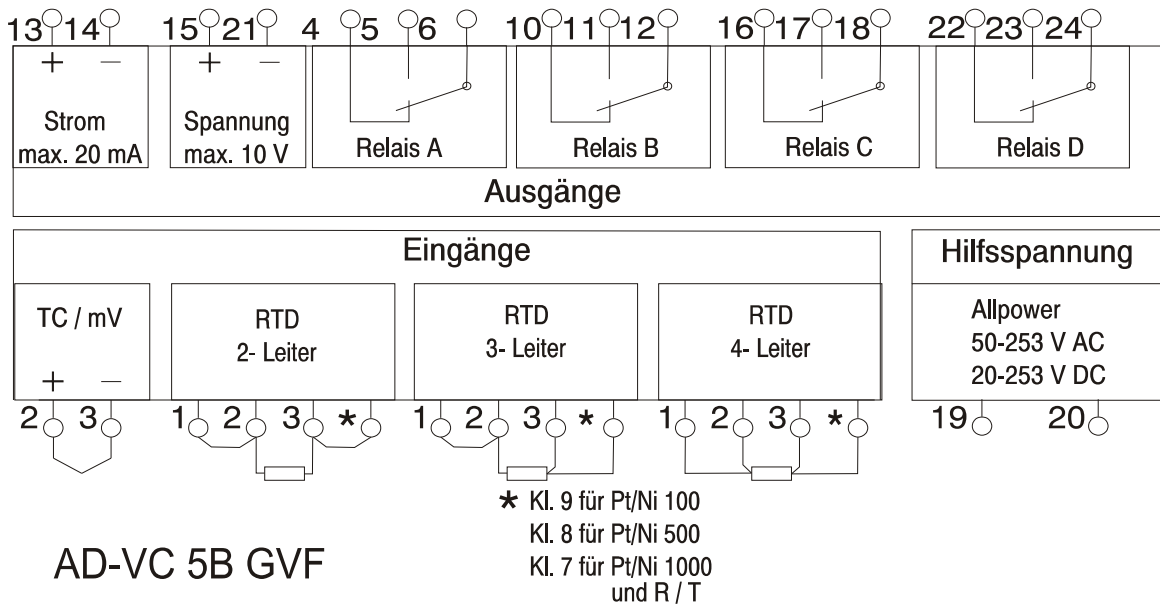 13 14 15 21 4 5 6 10 11 12 16 17 18 22 23 24
+ – + –
Strom
max. 20 mA
Spannung
max. 10 V
Relais A
Relais B
Relais C
Relais D
Ausgänge
Eingänge
Hilfsspannung
TC / mV
+ –
RTD
2- Leiter
RTD
3- Leiter
RTD
4- Leiter
Allpower
50-253 V AC
20-253 V DC
2 3 1 2 3 * 1 2 3 * 1 2 3 * 19 20
* Kl. 9 für Pt/Ni 100
Kl. 8 für Pt/Ni 500
Kl. 7 für Pt/Ni 1000
und R / T
AD-VC 5B GVF